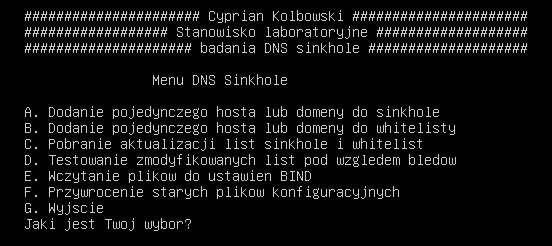 ###################### Cyprian Kolbowski ######################
################## Stanowisko laboratoryjne ###################
##################### badania DNS sinkhole ####################
Menu DNS Sinkhole
A. Dodanie pojedynczego hosta lub domeny do sinkhole
B. Dodanie pojedynczego hosta lub domeny do whitelisty
C. Pobranie aktualizacji list sinkhole i whitelist
D. Testowanie zmodyfikowanych list pod wzgledem bledow
E. Wczytanie plikow do ustawien BIND
F. Przywrocenie starych plikow konfiguracyjnych
G. Wyjscie
Jaki jest Twoj wybor?